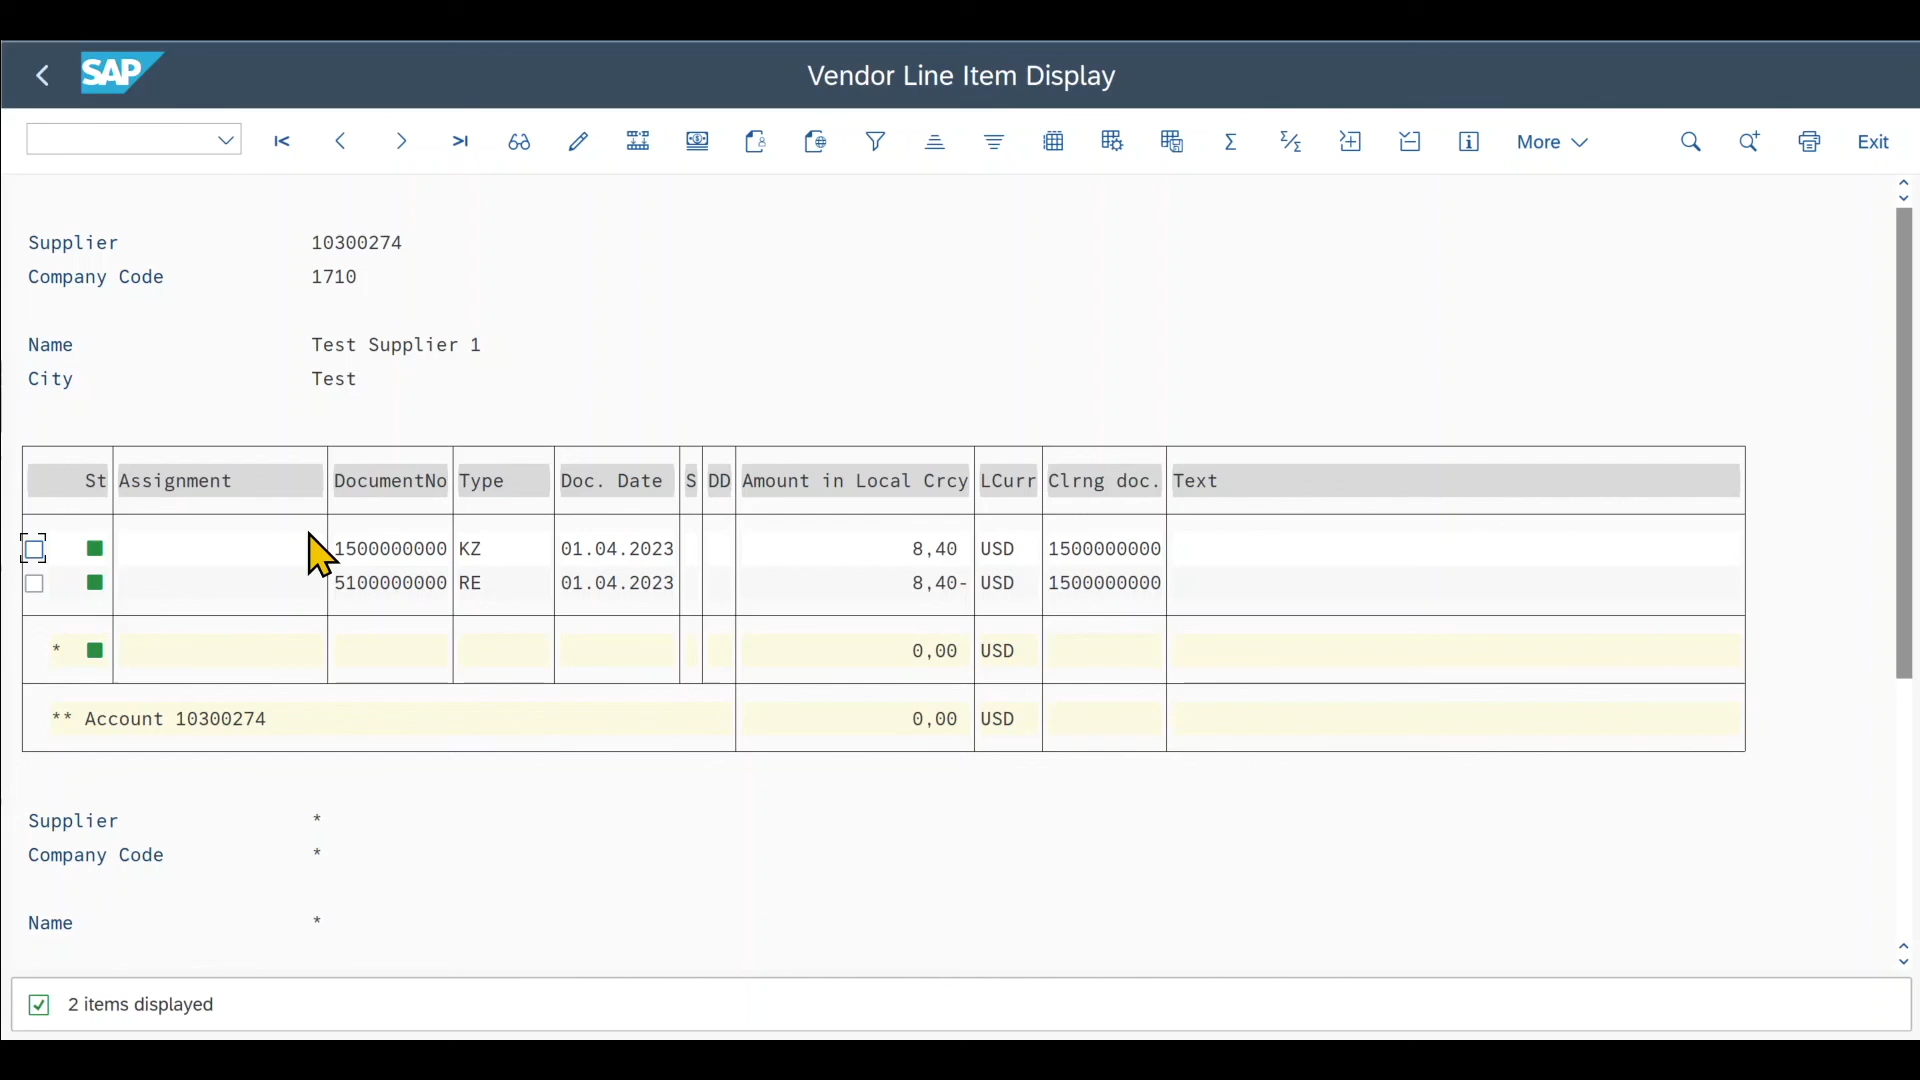 SAP Vendor Line Item Display
More Exit
Supplier 10300274
Company Code 1710
Name Test Supplier 1
City Test
St Assignment DocumentNo Type Doc. Date S DD Amount in Local Crcy LCurr Clrng doc. Text
1500000000 KZ 01.04.2023 8,40 USD 1500000000
5100000000 RE 01.04.2023 8,40- USD 1500000000
* 0,00 USD
** Account 10300274 0,00 USD
Supplier *
Company Code *
Name *
2 items displayed